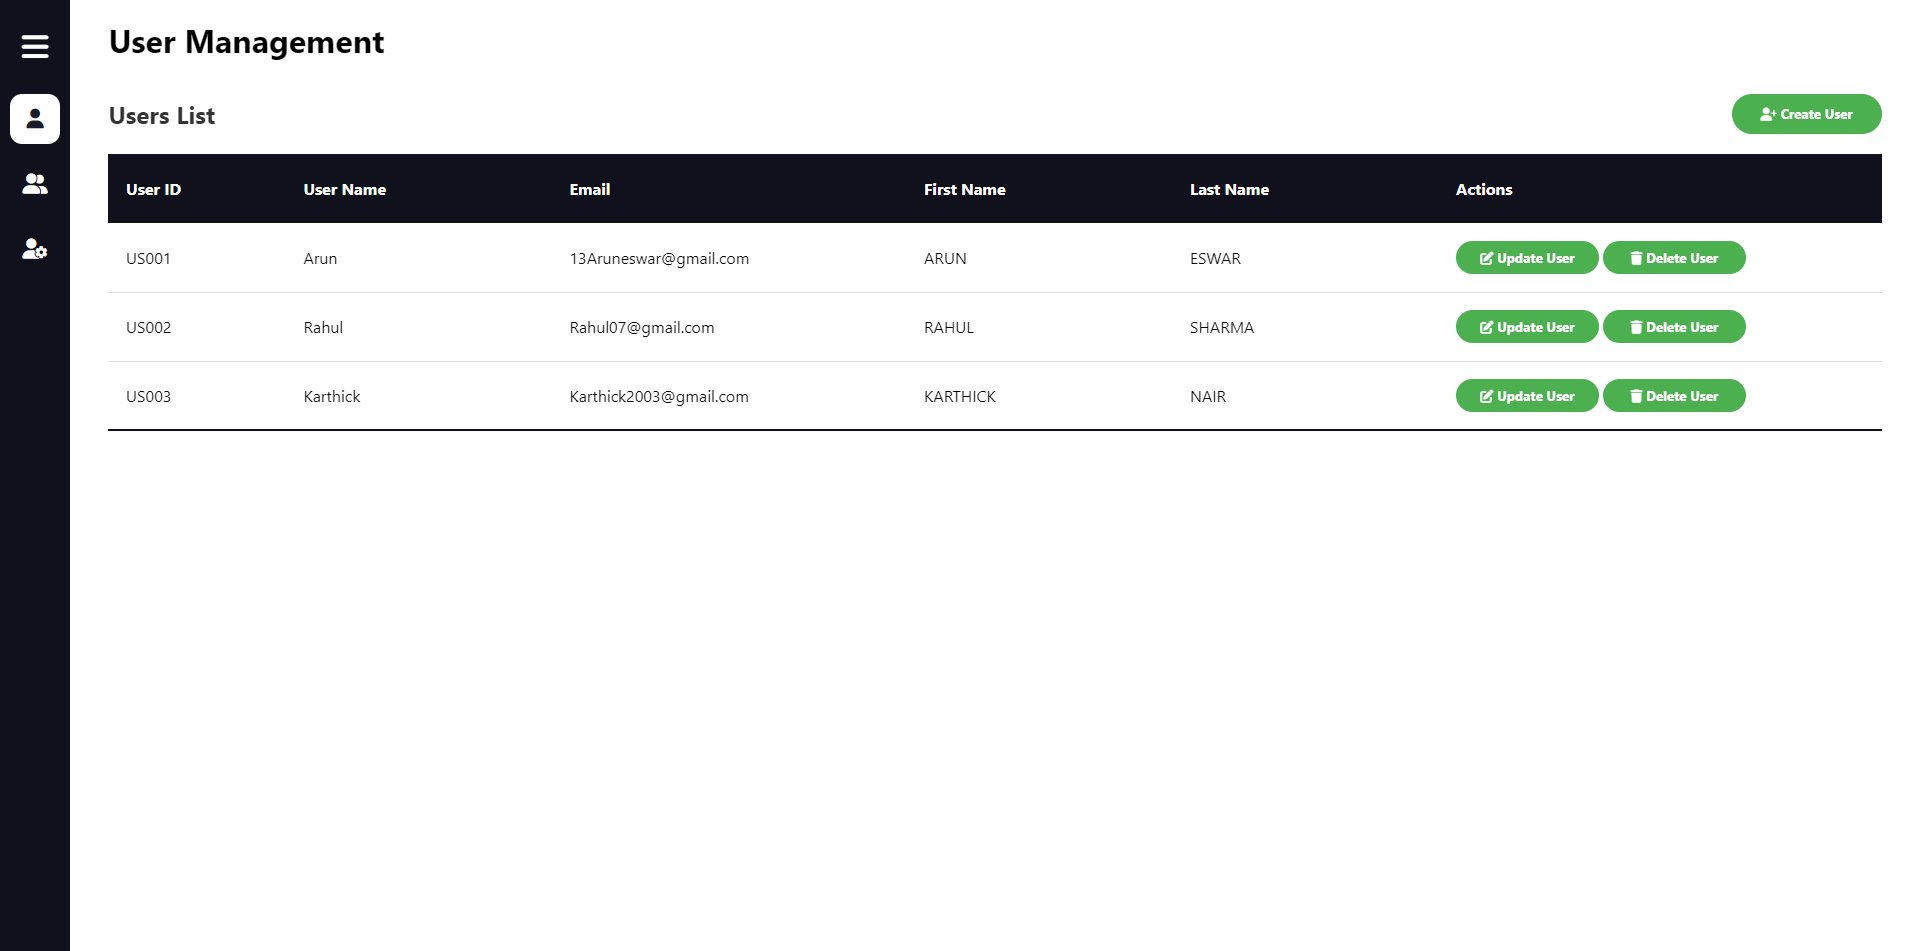 User Management
Users List
Create User
User ID User Name Email First Name Last Name Actions
US001 Arun 13Aruneswar@gmail.com ARUN ESWAR Update User Delete User
US002 Rahul Rahul07@gmail.com RAHUL SHARMA Update User Delete User
US003 Karthick Karthick2003@gmail.com KARTHICK NAIR Update User Delete User